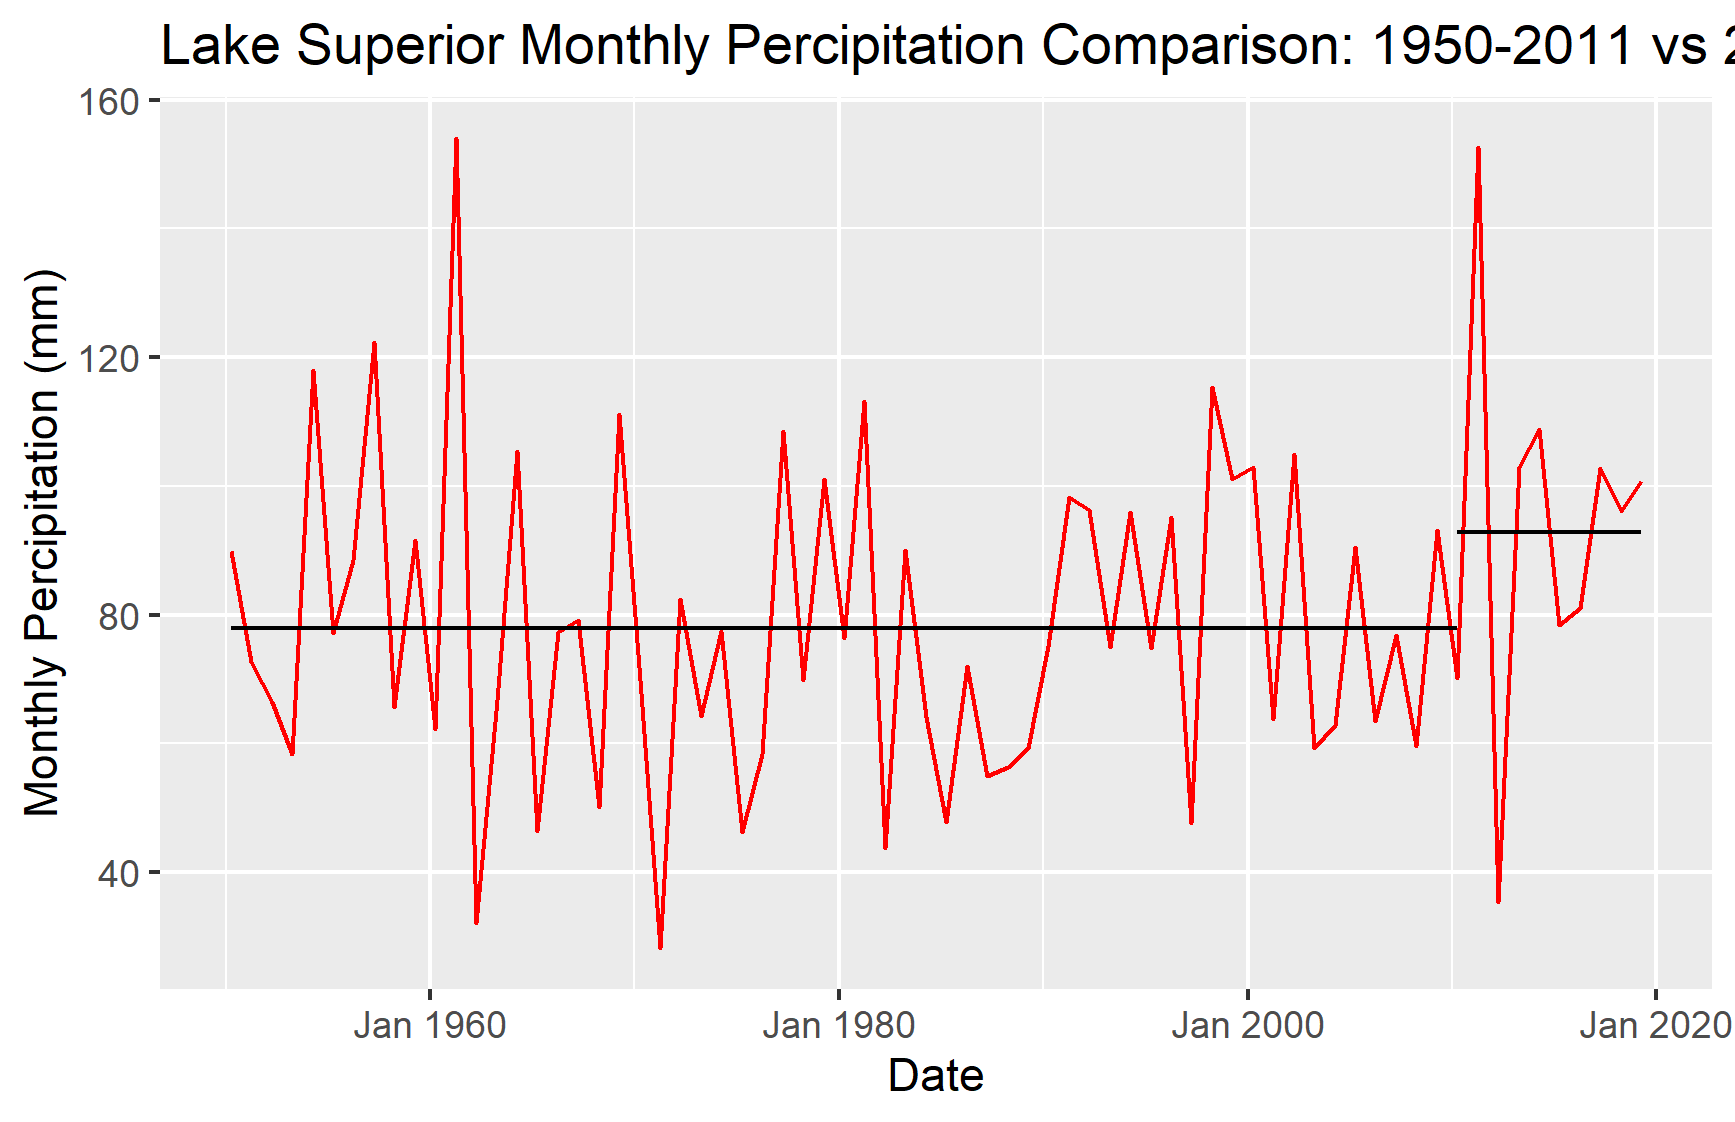 Lake Superior Monthly Percipitation Comparison: 1950-2011 vs
Monthly Percipitation (mm)
160
120
80
40
Jan 1960
Jan 1980
Jan 2000
Jan 2020
Date